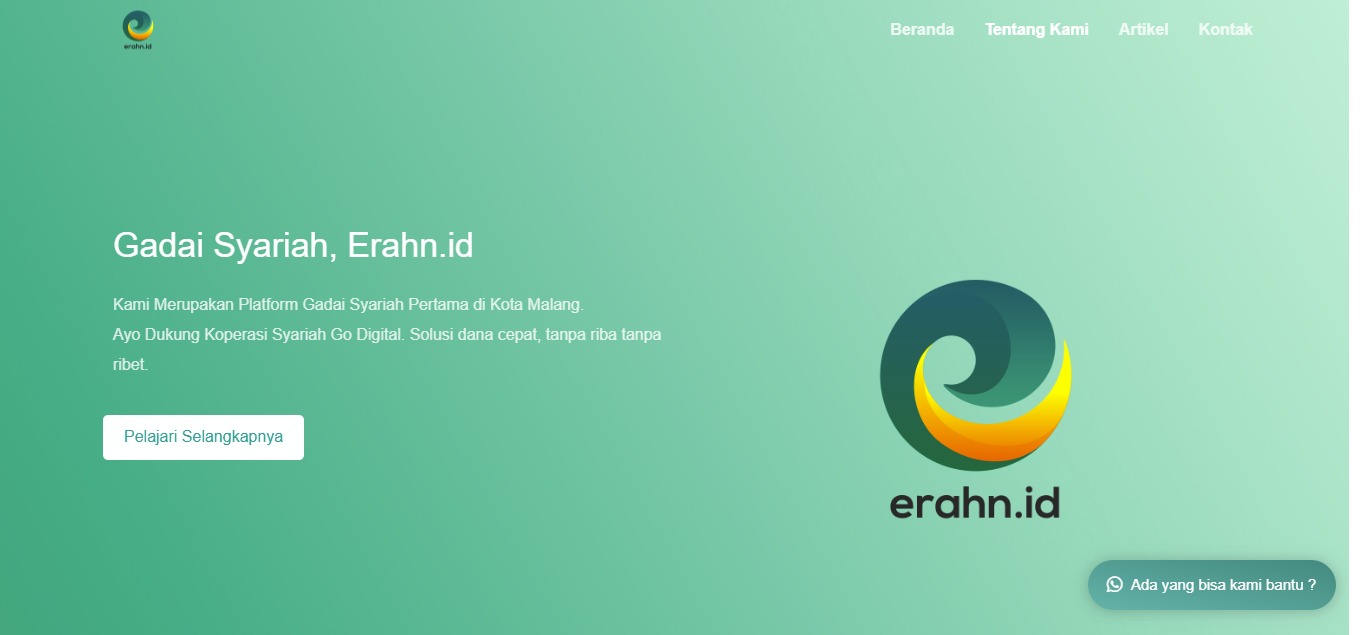 erahn.id
Beranda Tentang Kami Artikel Kontak
Gadai Syariah, Erahn.id
Kami Merupakan Platform Gadai Syariah Pertama di Kota Malang.
Ayo Dukung Koperasi Syariah Go Digital. Solusi dana cepat, tanpa riba tanpa
ribet.
Pelajari Selangkapnya
erahn.id
Ada yang bisa kami bantu ?